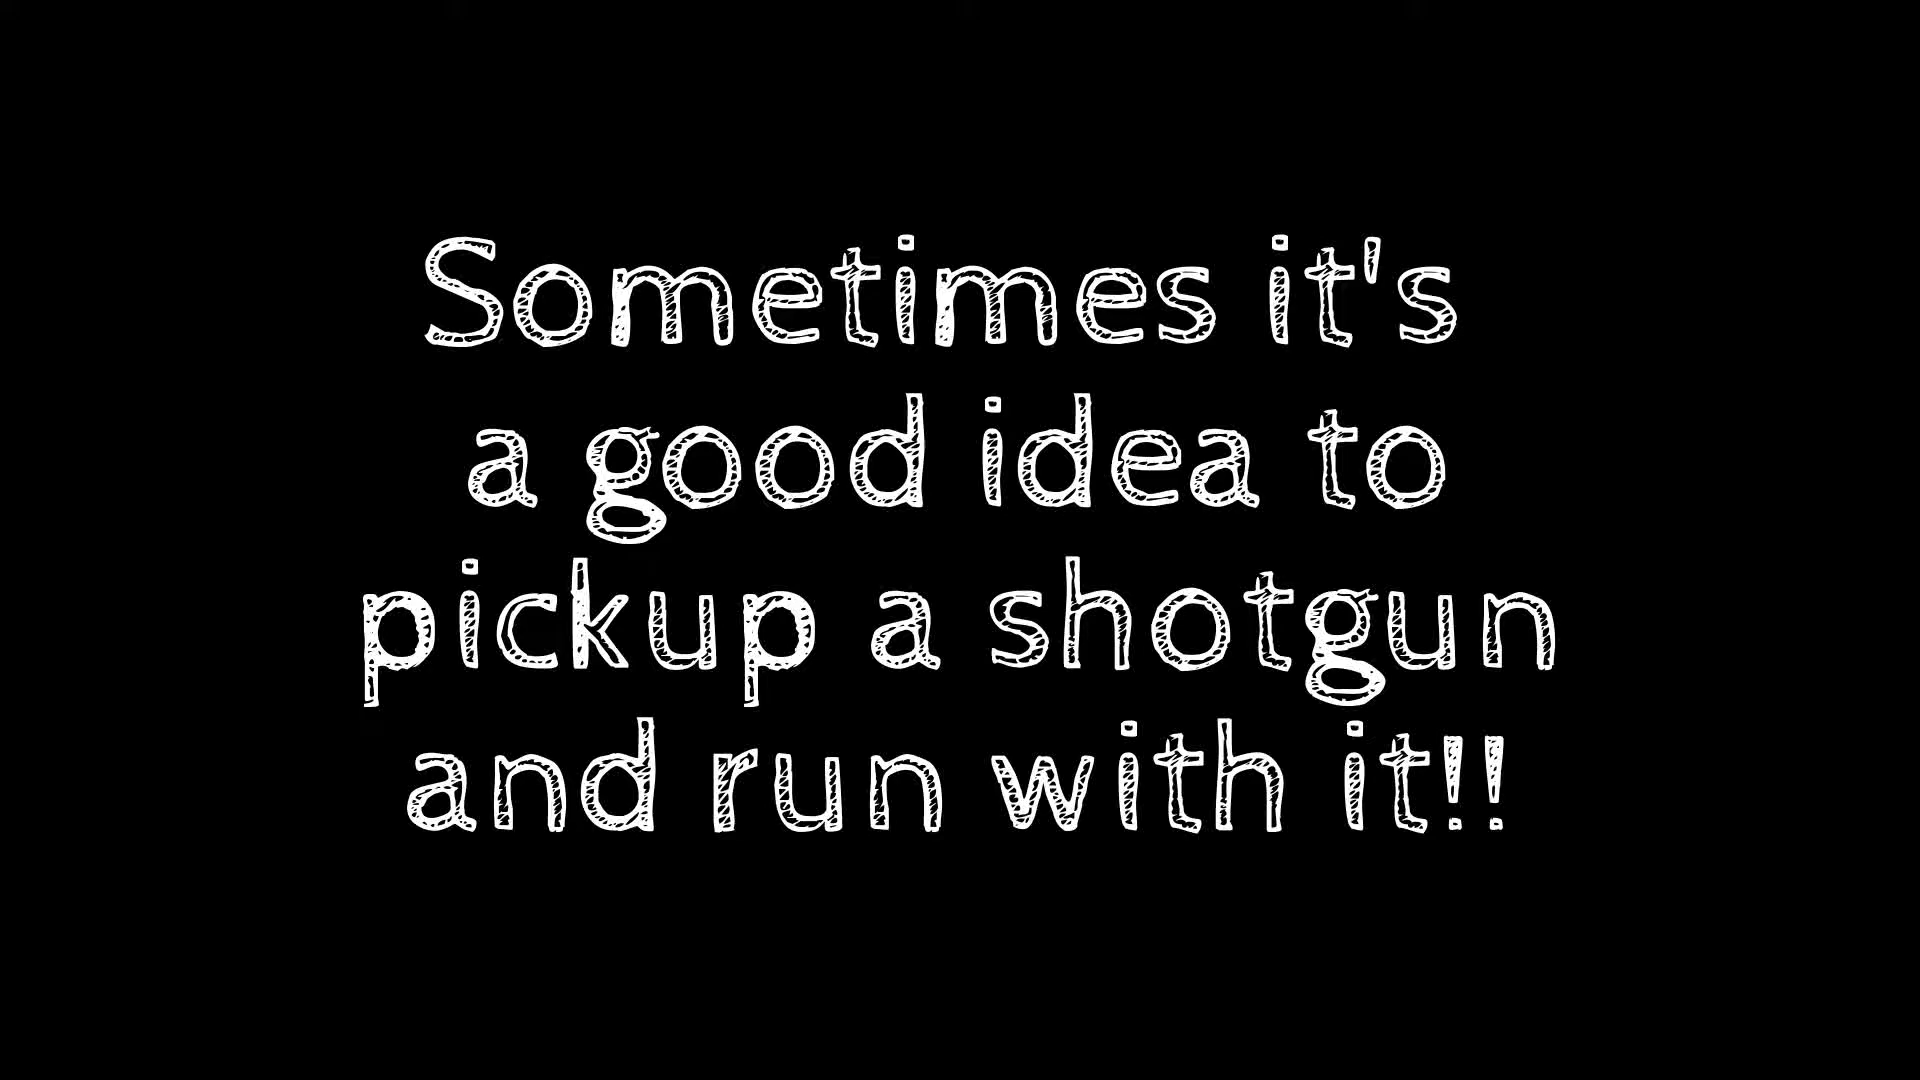 Sometimes it's
a good idea to
pickup a shotgun
and run with it!!